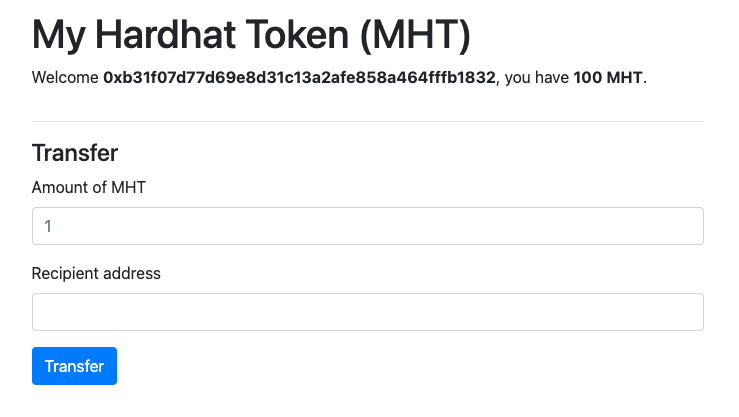 My Hardhat Token (MHT)
Welcome 0xb31f07d77d69e8d31c13a2afe858a464fffb1832, you have 100 MHT.
Transfer
Amount of MHT
1
Recipient address
Transfer